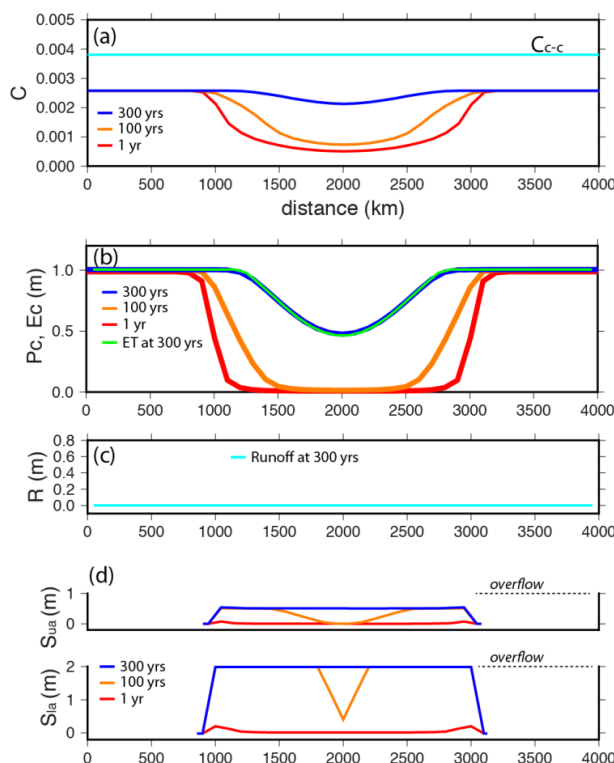 (a)
C_c-c
C
0.005
0.004
0.003
0.002
0.001
0.000
300 yrs
100 yrs
1 yr
0 500 1000 1500 2000 2500 3000 3500 4000
distance (km)
(b)
Pc, Ec (m)
1.0
0.5
0.0
300 yrs
100 yrs
1 yr
ET at 300 yrs
0 500 1000 1500 2000 2500 3000 3500 4000
(c)
R (m)
0.8
0.6
0.4
0.2
0.0
Runoff at 300 yrs
0 500 1000 1500 2000 2500 3000 3500 4000
(d)
overflow
Sua (m)
1
0
overflow
Sla (m)
2
1
0
300 yrs
100 yrs
1 yr
0 500 1000 1500 2000 2500 3000 3500 4000